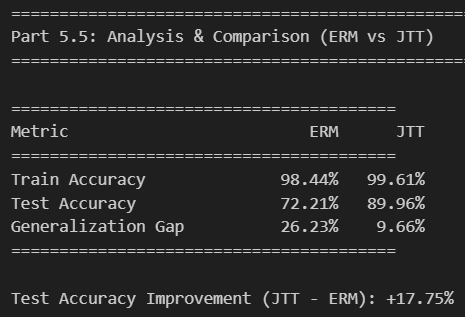 ================================================
Part 5.5: Analysis & Comparison (ERM vs JTT)
================================================
========================================
Metric                         ERM      JTT
========================================
Train Accuracy              98.44%   99.61%
Test Accuracy               72.21%   89.96%
Generalization Gap          26.23%    9.66%
========================================
Test Accuracy Improvement (JTT - ERM): +17.75%